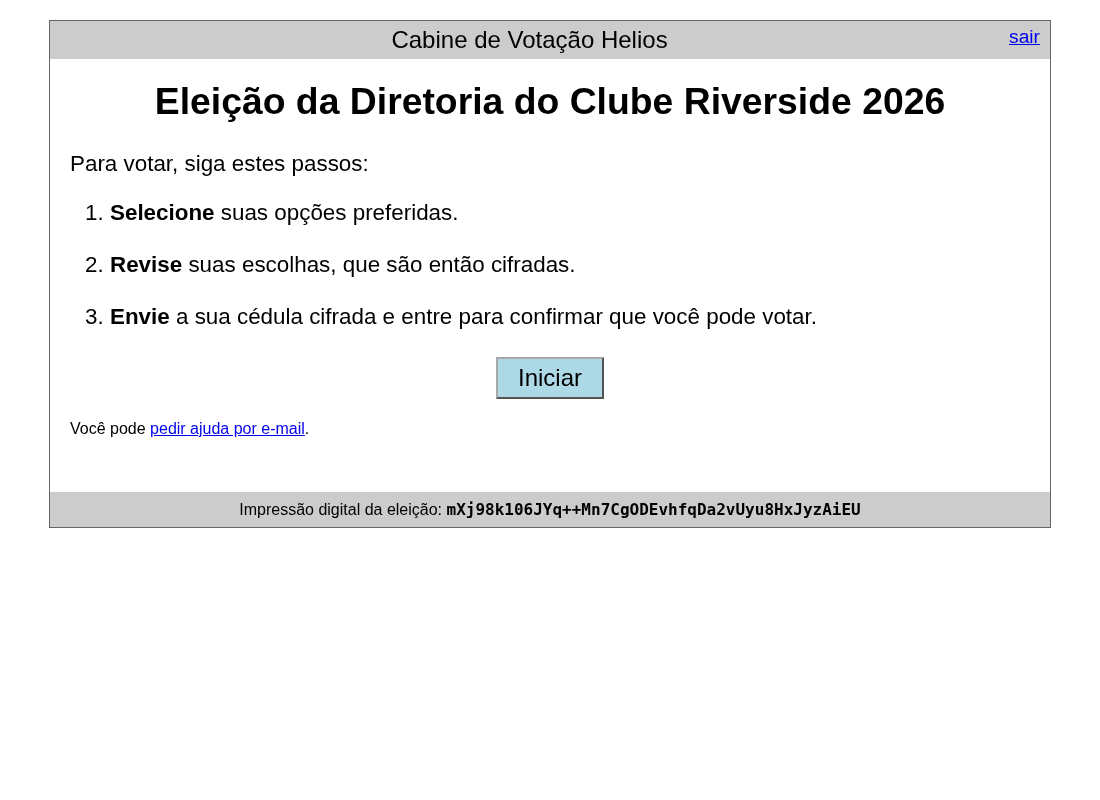 Cabine de Votação Helios
sair
Eleição da Diretoria do Clube Riverside 2026
Para votar, siga estes passos:
1. Selecione suas opções preferidas.
2. Revise suas escolhas, que são então cifradas.
3. Envie a sua cédula cifrada e entre para confirmar que você pode votar.
Iniciar
Você pode pedir ajuda por e-mail.
Impressão digital da eleição: mXj98k106JYq++Mn7CgODEvhfqDa2vUyu8HxJyzAiEU